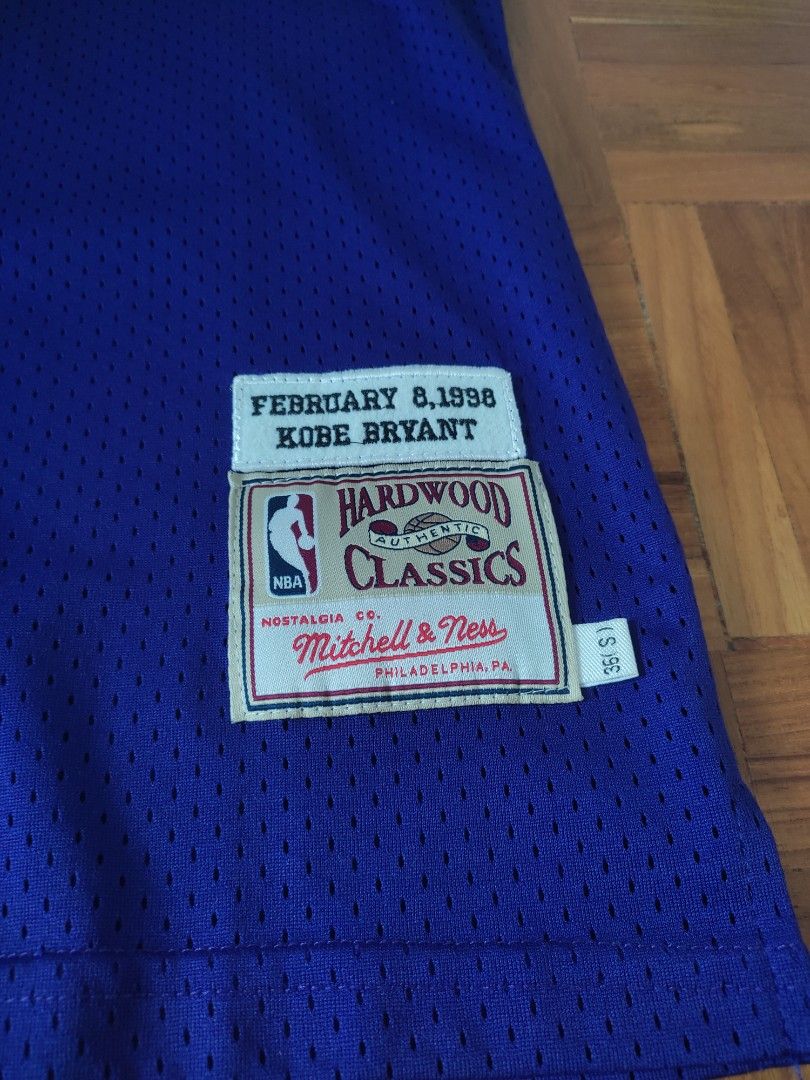 FEBRUARY 8,1998
KOBE BRYANT
HARDWOOD
AUTHENTIC
CLASSICS
NBA
NOSTALGIA CO.
Mitchell & Ness
PHILADELPHIA, PA.
36(S)